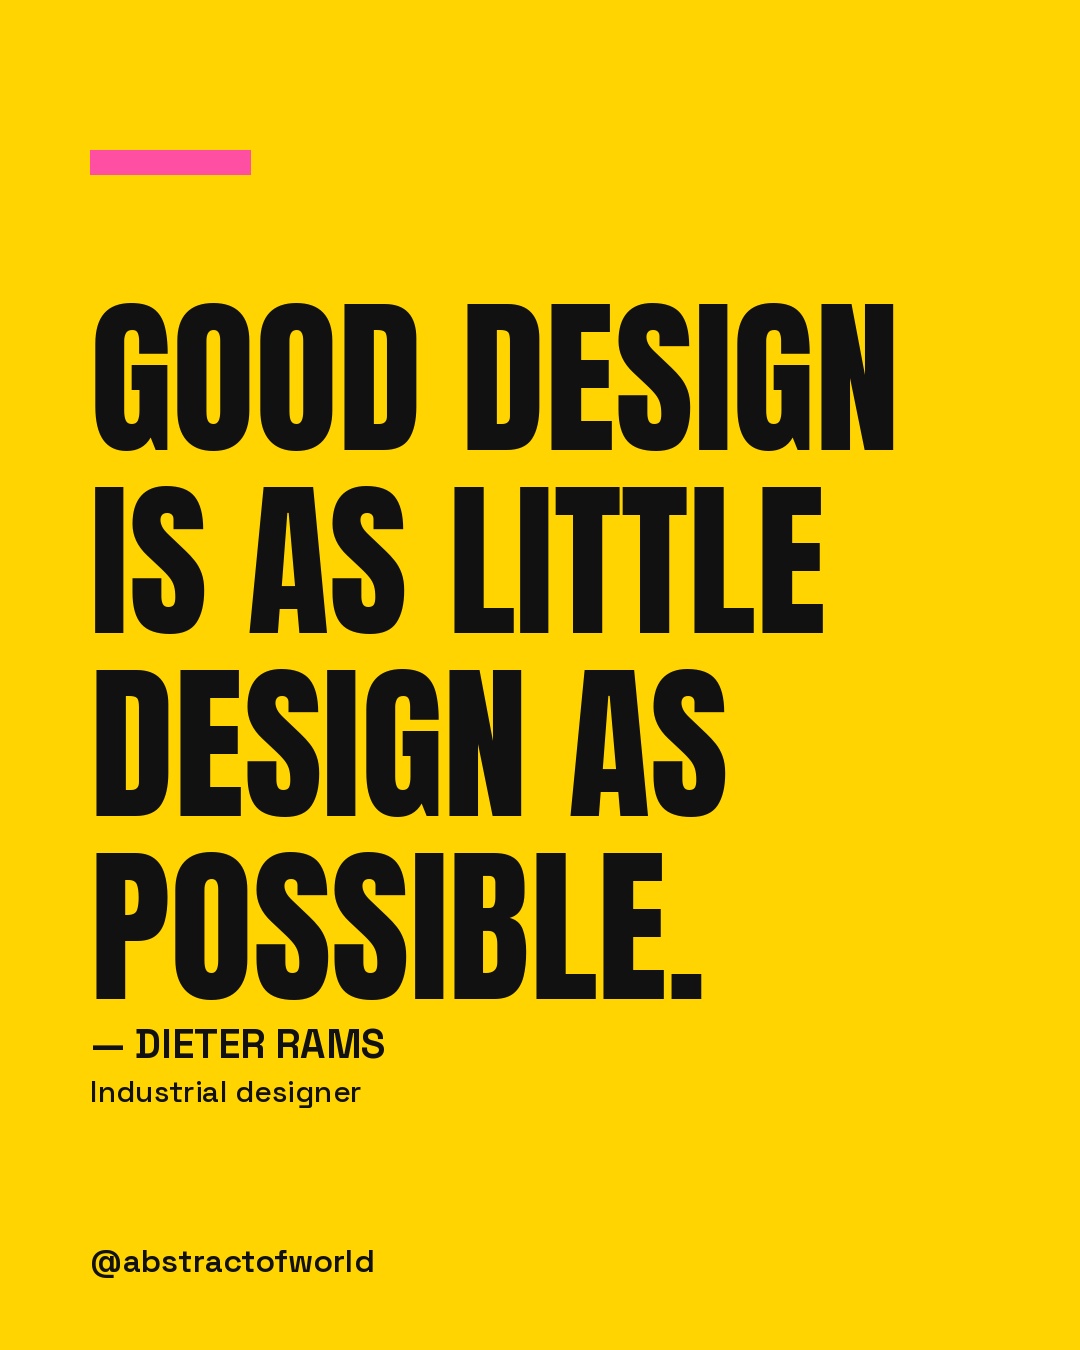 GOOD DESIGN
IS AS LITTLE
DESIGN AS
POSSIBLE.
— DIETER RAMS
Industrial designer
@abstractofworld